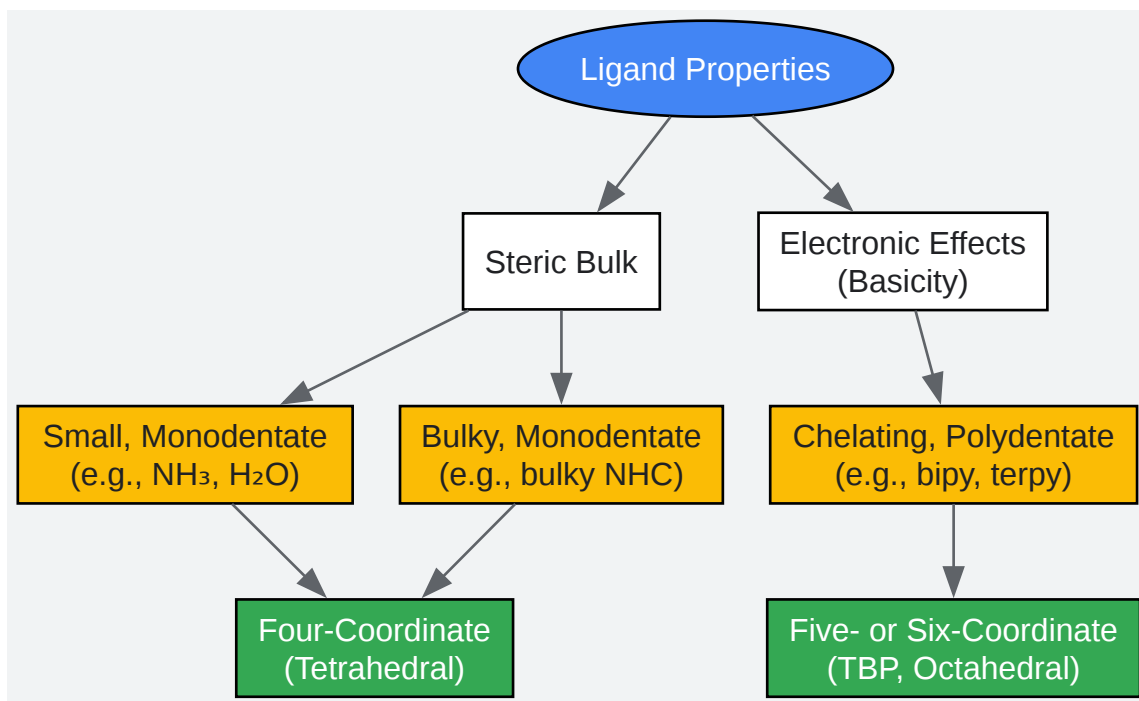 Ligand Properties
Steric Bulk
Electronic Effects
(Basicity)
Small, Monodentate
(e.g., NH₃, H₂O)
Bulky, Monodentate
(e.g., bulky NHC)
Chelating, Polydentate
(e.g., bipy, terpy)
Four-Coordinate
(Tetrahedral)
Five- or Six-Coordinate
(TBP, Octahedral)